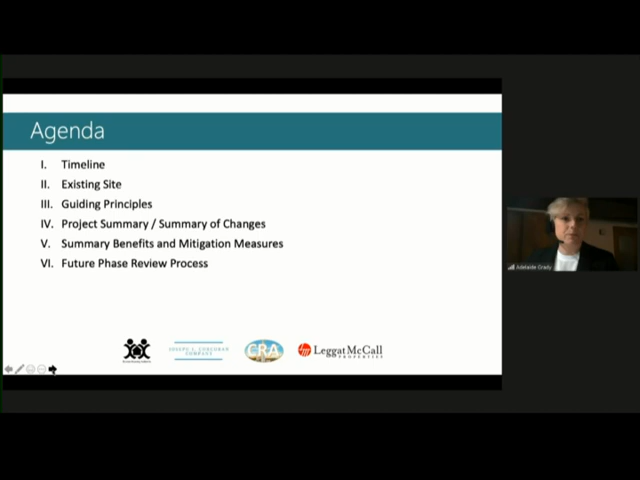 Agenda
I. Timeline
II. Existing Site
III. Guiding Principles
IV. Project Summary / Summary of Changes
V. Summary Benefits and Mitigation Measures
VI. Future Phase Review Process
JOSEPH J. CORCORAN
COMPANY
CRA
Leggat McCall
PROPERTIES
Adelaide Grady